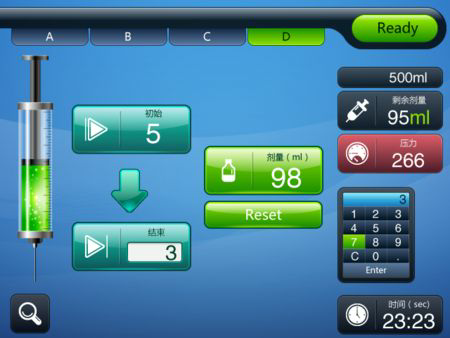 A B C D Ready
500ml
剩余剂量
95ml
压力
266
初始
5
剂量（ml）
98
Reset
结束
3
3
1 2 3
4 5 6
7 8 9
C 0 .
Enter
时间（sec）
23:23